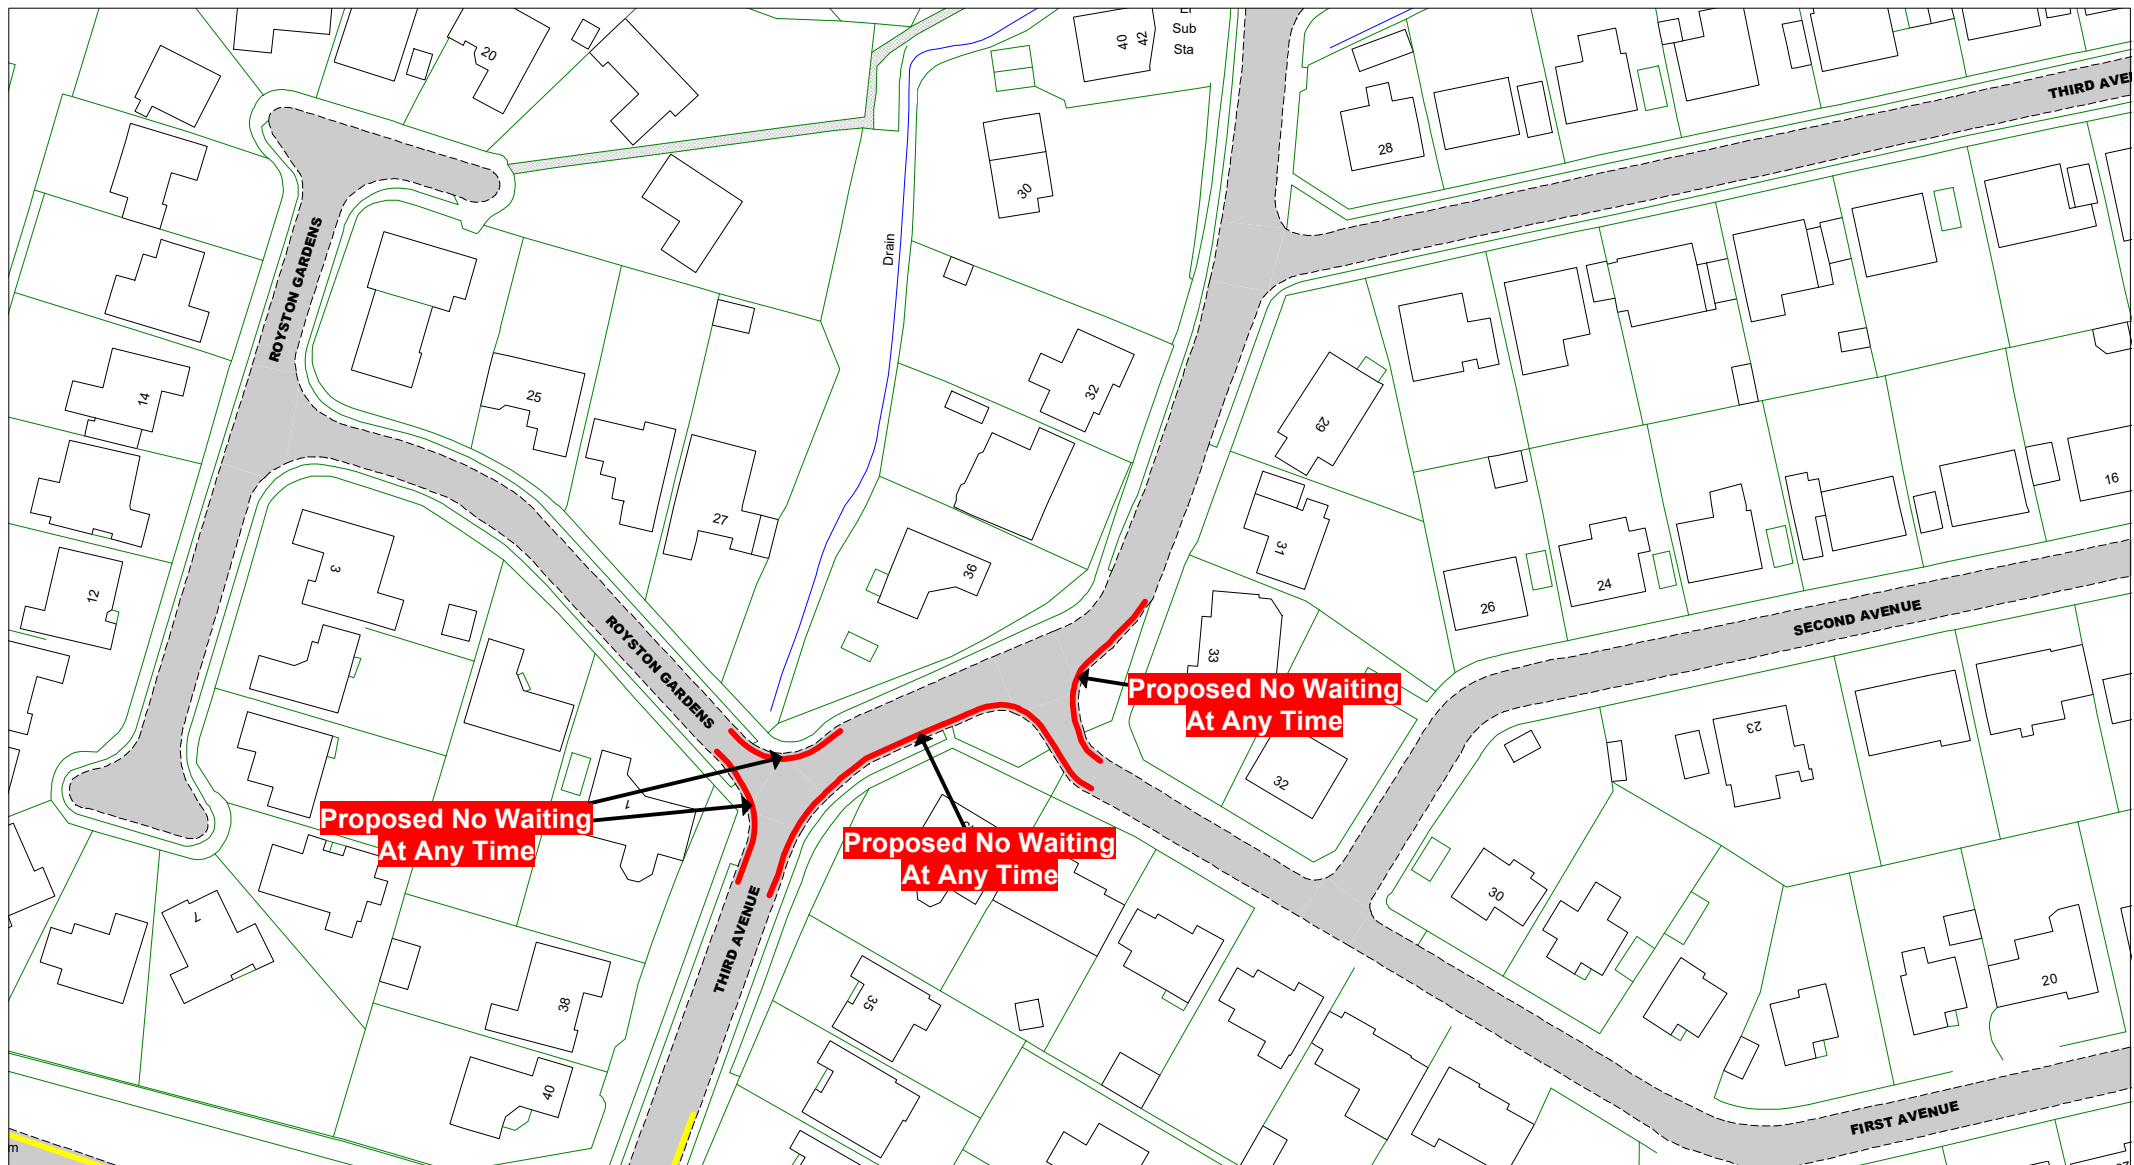 El
Sub
Sta
40
42
20
THIRD AVE
28
30
ROYSTON GARDENS
Drain
32
14
25
29
16
27
31
3
36
12
26
24
SECOND AVENUE
ROYSTON GARDENS
33
Proposed No Waiting
At Any Time
23
32
1
Proposed No Waiting
At Any Time
Proposed No Waiting
At Any Time
30
7
THIRD AVENUE
38
35
20
40
FIRST AVENUE
m